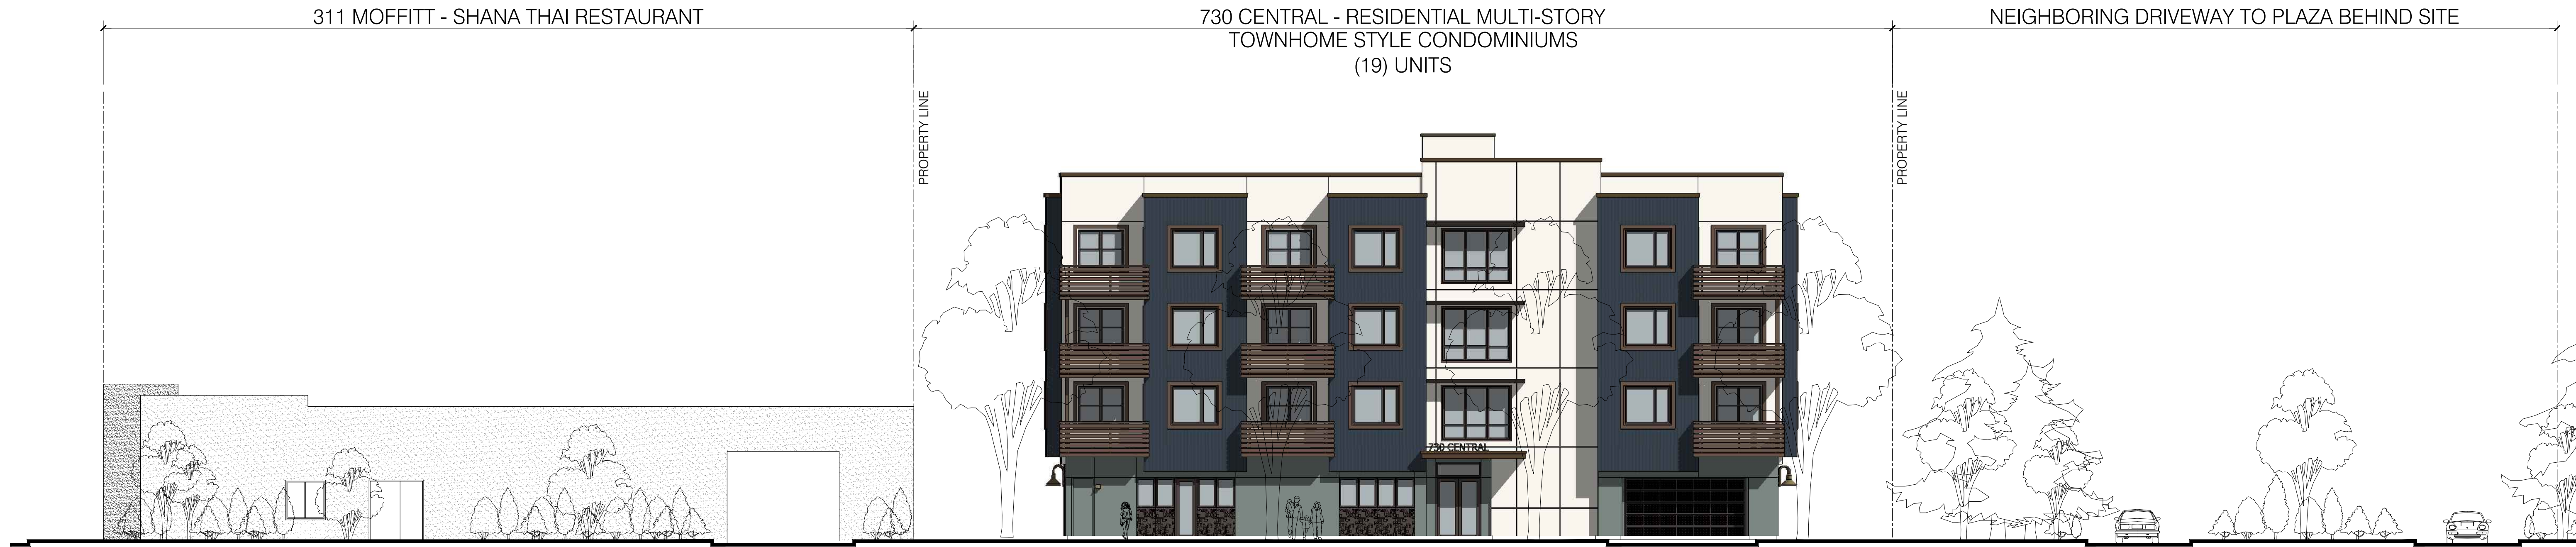 311 MOFFITT - SHANA THAI RESTAURANT
730 CENTRAL - RESIDENTIAL MULTI-STORY
TOWNHOME STYLE CONDOMINIUMS
(19) UNITS
NEIGHBORING DRIVEWAY TO PLAZA BEHIND SITE
PROPERTY LINE
PROPERTY LINE
730 CENTRAL